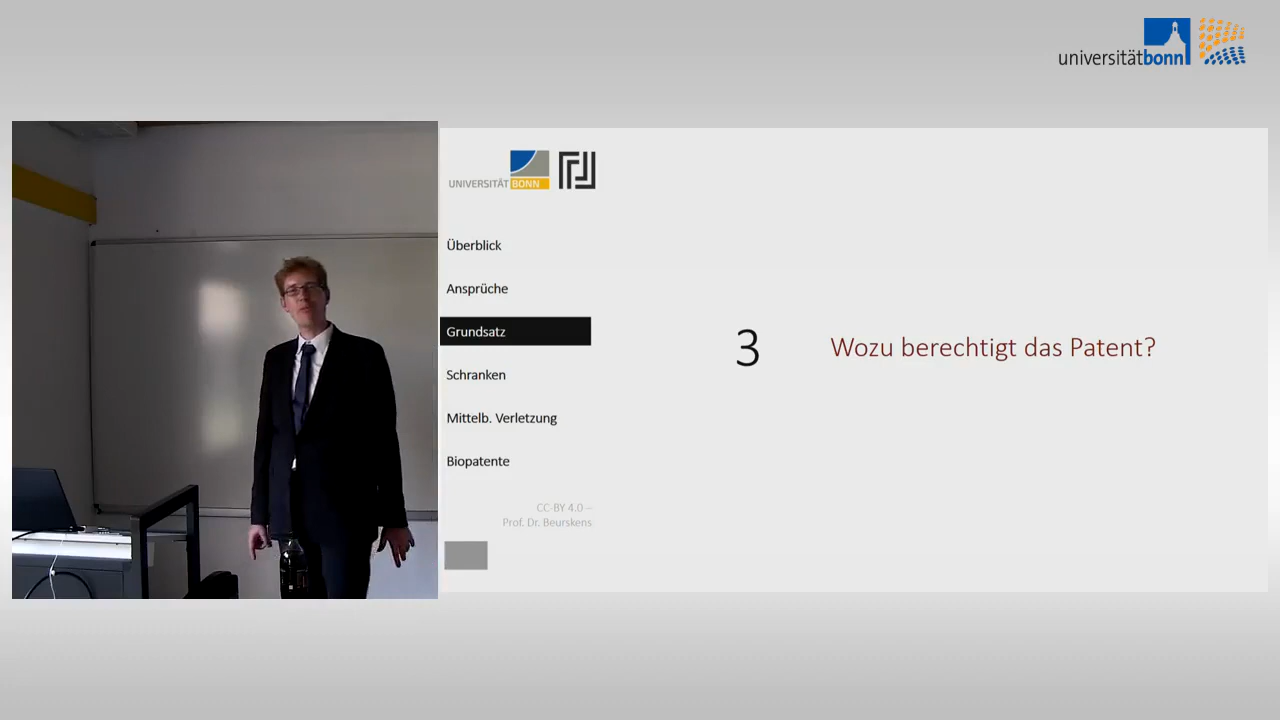 universitätbonn
UNIVERSITÄT BONN
Überblick
Ansprüche
Grundsatz
Schranken
Mittelb. Verletzung
Biopatente
CC-BY 4.0 –
Prof. Dr. Beurskens
3 Wozu berechtigt das Patent?